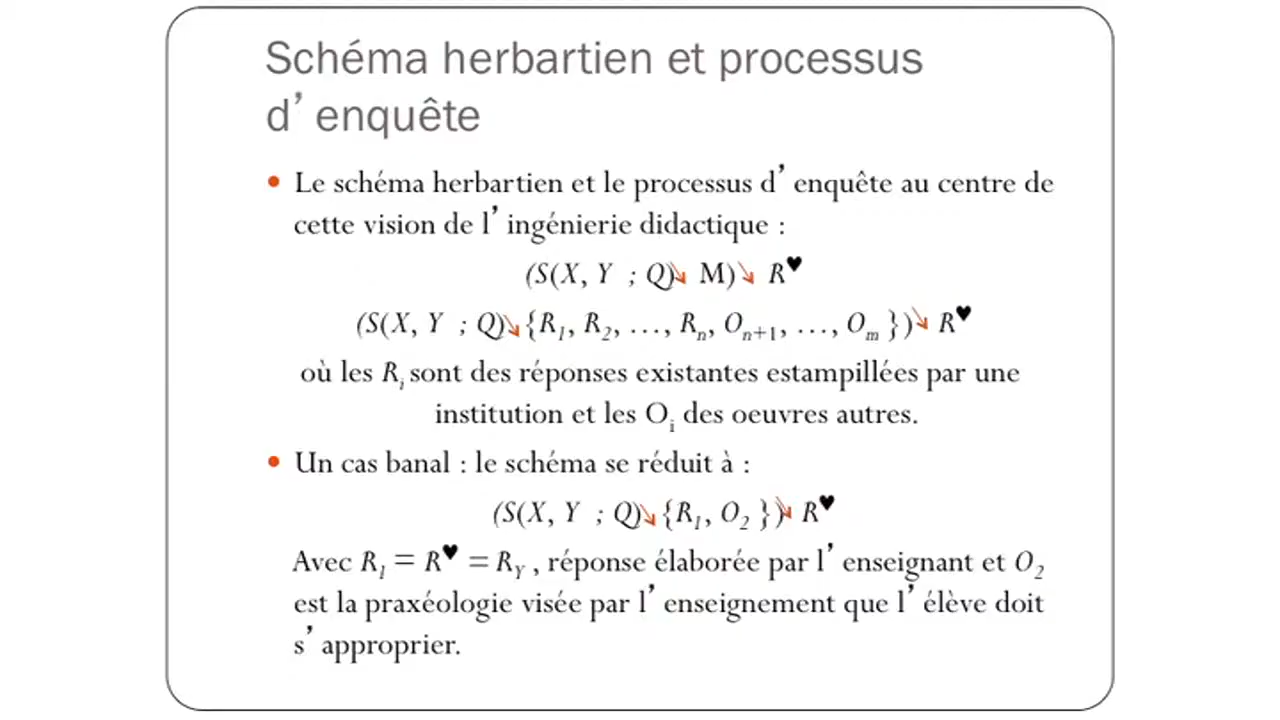 Schéma herbartien et processus
d’ enquête
• Le schéma herbartien et le processus d’ enquête au centre de
cette vision de l’ ingénierie didactique :
(S(X, Y ; Q)➘ M)➘ R♥
(S(X, Y ; Q)➘{R₁, R₂, …, Rₙ, Oₙ₊₁, …, Oₘ })➘ R♥
où les Rᵢ sont des réponses existantes estampillées par une
institution et les Oᵢ des oeuvres autres.
• Un cas banal : le schéma se réduit à :
(S(X, Y ; Q)➘{R₁, O₂ })➘ R♥
Avec R₁ = R♥ = R_Y , réponse élaborée par l’ enseignant et O₂
est la praxéologie visée par l’ enseignement que l’ élève doit
s’ approprier.